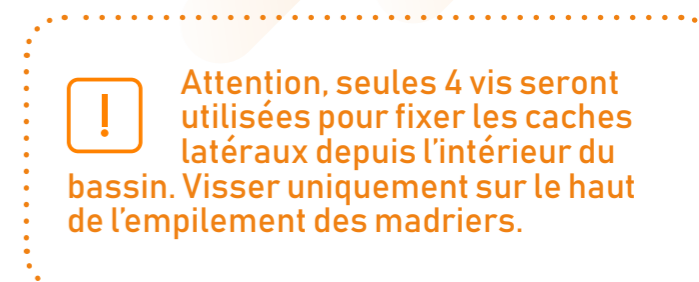 Attention, seules 4 vis seront
utilisées pour fixer les caches
latéraux depuis l’intérieur du
bassin. Visser uniquement sur le haut
de l’empilement des madriers.